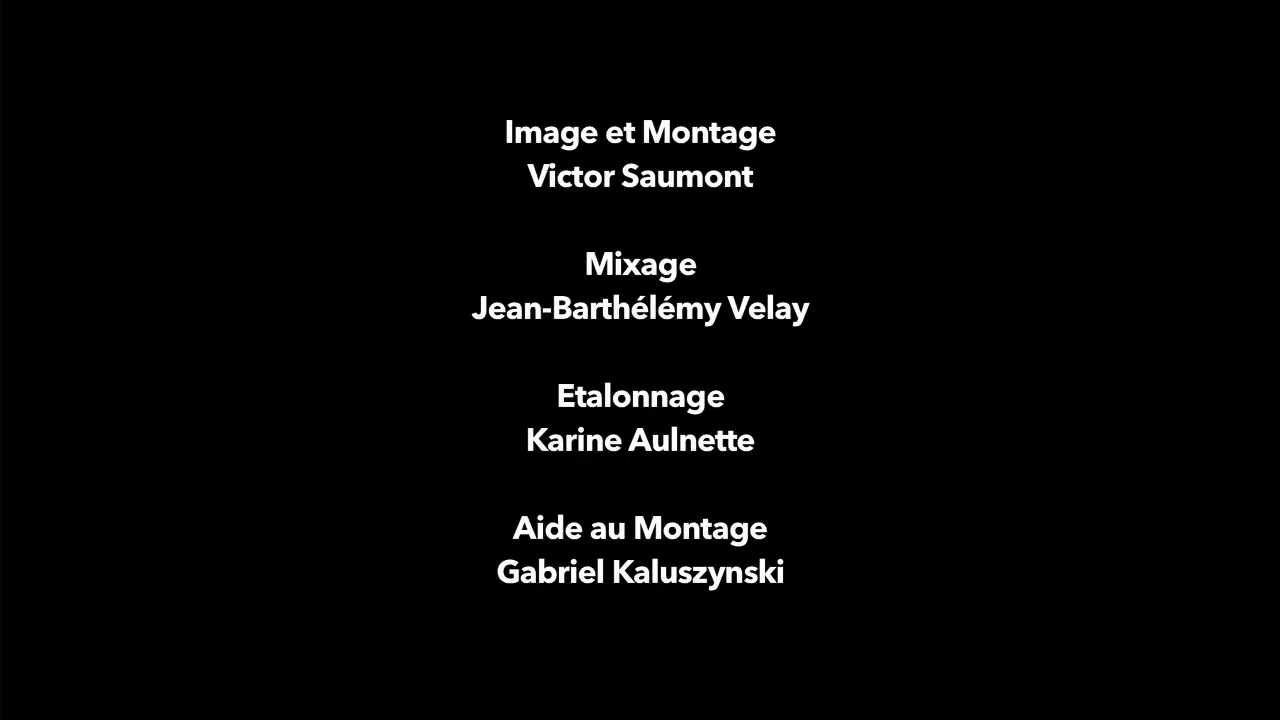 Image et Montage
Victor Saumont
Mixage
Jean-Barthélémy Velay
Etalonnage
Karine Aulnette
Aide au Montage
Gabriel Kaluszynski